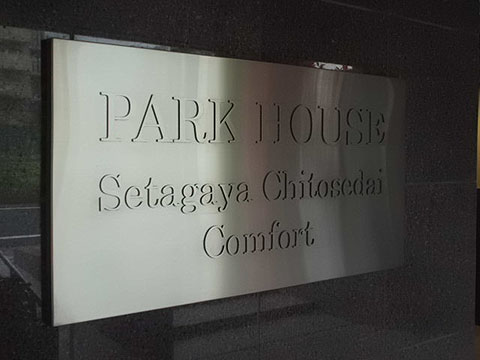 PARK HOUSE
Setagaya Chitosedai
Comfort